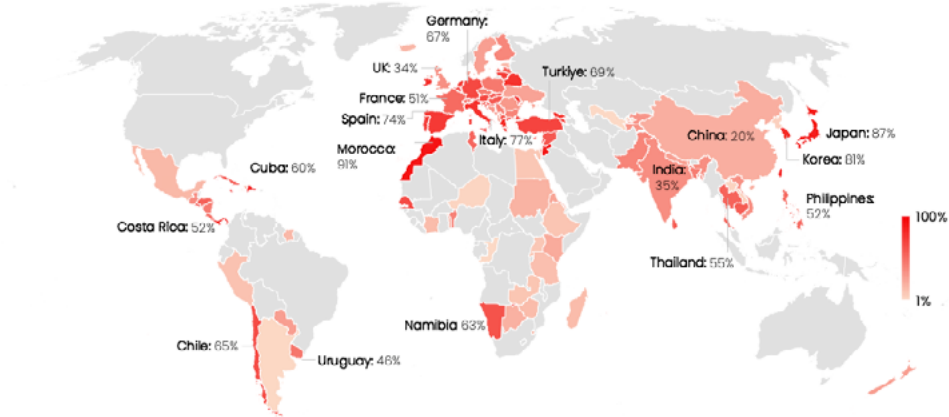 Germany:
67%
UK: 34%
Turkiye: 69%
France: 51%
Spain: 74%
Italy: 77%
Morocco:
91%
China: 20%
Japan: 87%
Korea: 81%
Cuba: 60%
India:
35%
Philippines:
52%
Costa Rica: 52%
100%
Thailand: 55%
1%
Namibia 63%
Chile: 65%
Uruguay: 46%